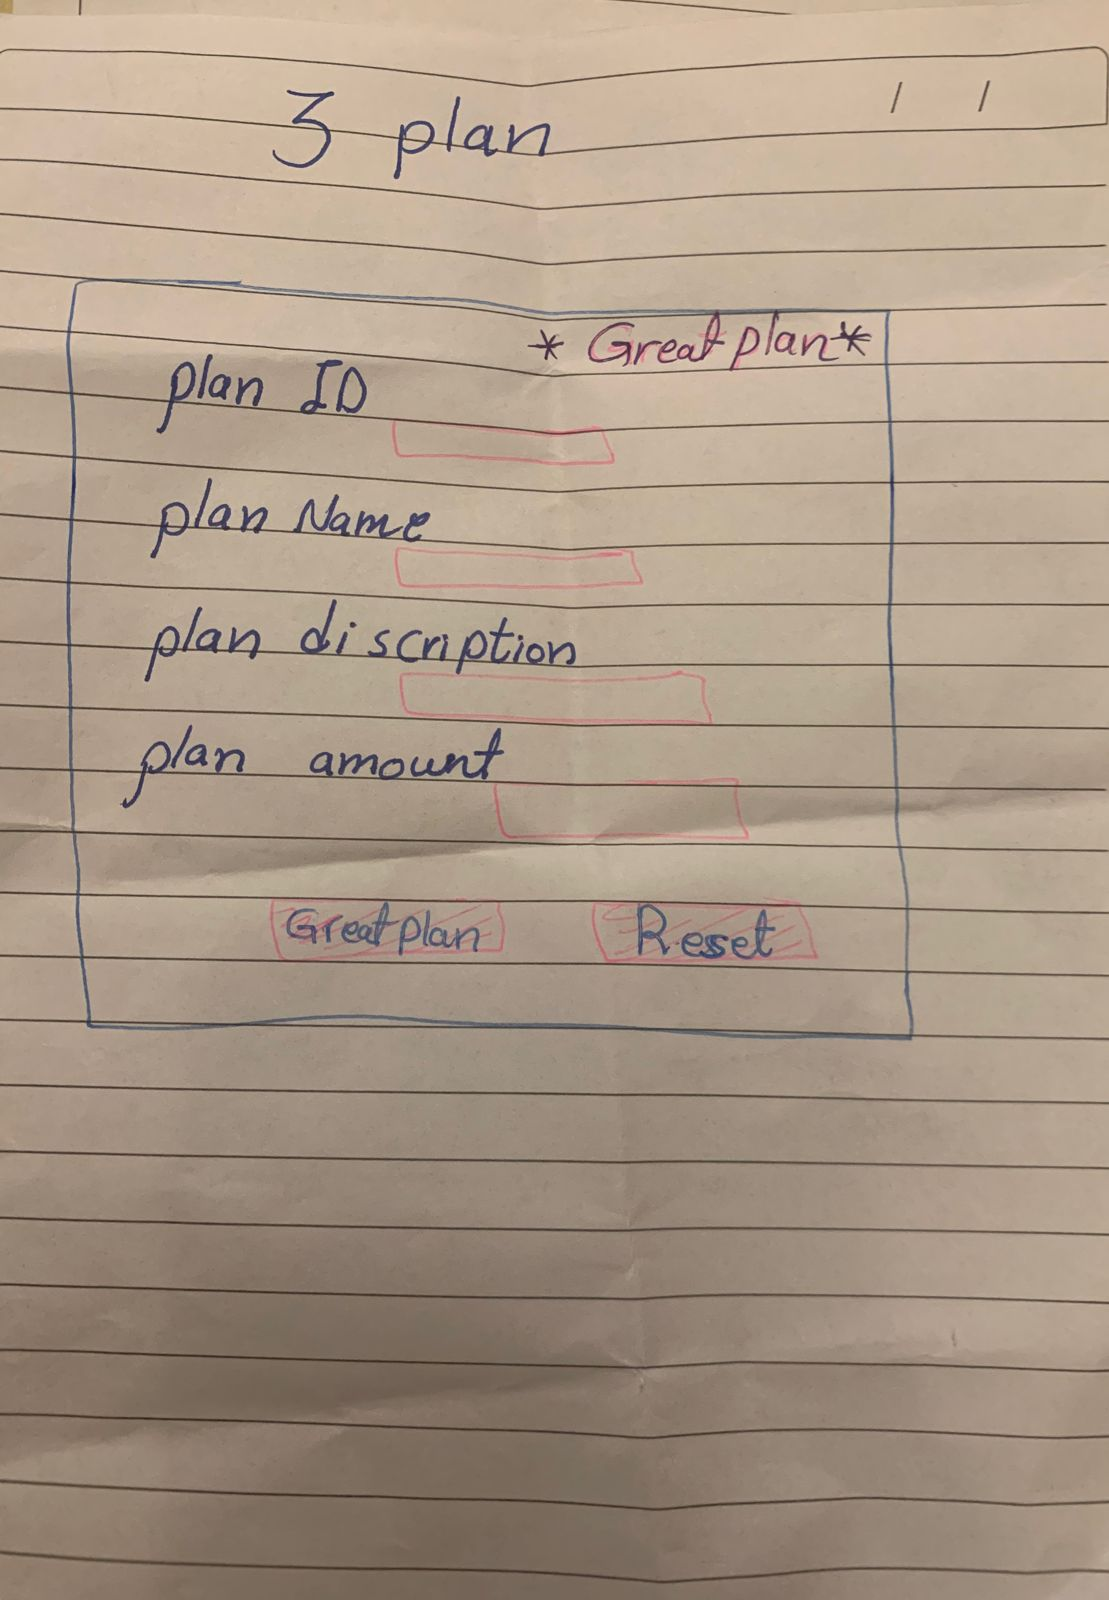 3 plan
/ /
* Great plan *
plan ID
plan Name
plan discription
plan amount
Great plan Reset